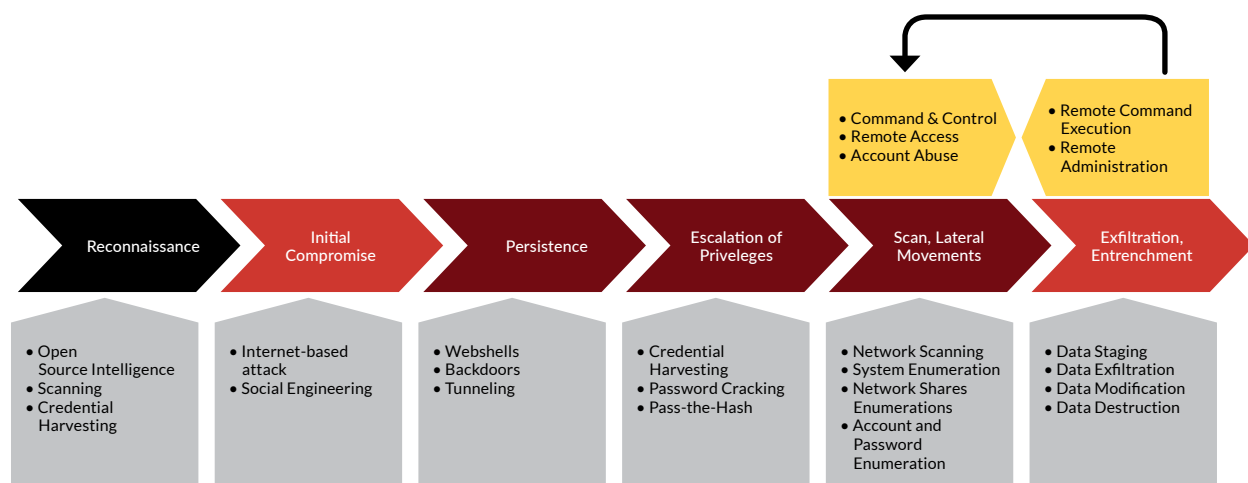 • Command & Control
• Remote Access
• Account Abuse
• Remote Command
Execution
• Remote
Administration
Reconnaissance
Initial
Compromise
Persistence
Escalation of
Priveleges
Scan, Lateral
Movements
Exfiltration,
Entrenchment
• Open
Source Intelligence
• Scanning
• Credential
Harvesting
• Internet-based
attack
• Social Engineering
• Webshells
• Backdoors
• Tunneling
• Credential
Harvesting
• Password Cracking
• Pass-the-Hash
• Network Scanning
• System Enumeration
• Network Shares
Enumerations
• Account and
Password
Enumeration
• Data Staging
• Data Exfiltration
• Data Modification
• Data Destruction